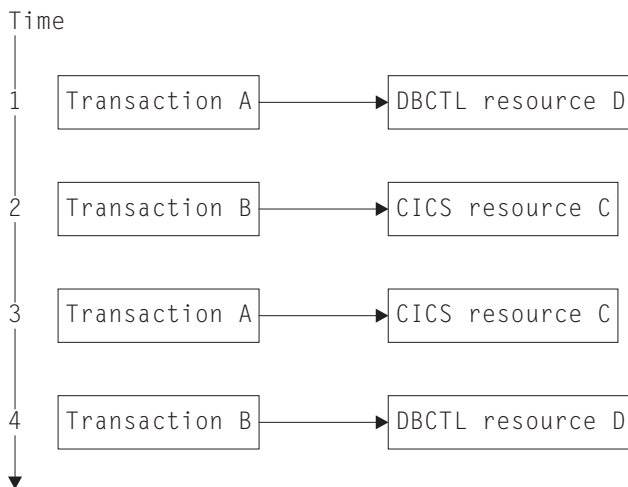 Time
1 Transaction A DBCTL resource D
2 Transaction B CICS resource C
3 Transaction A CICS resource C
4 Transaction B DBCTL resource D